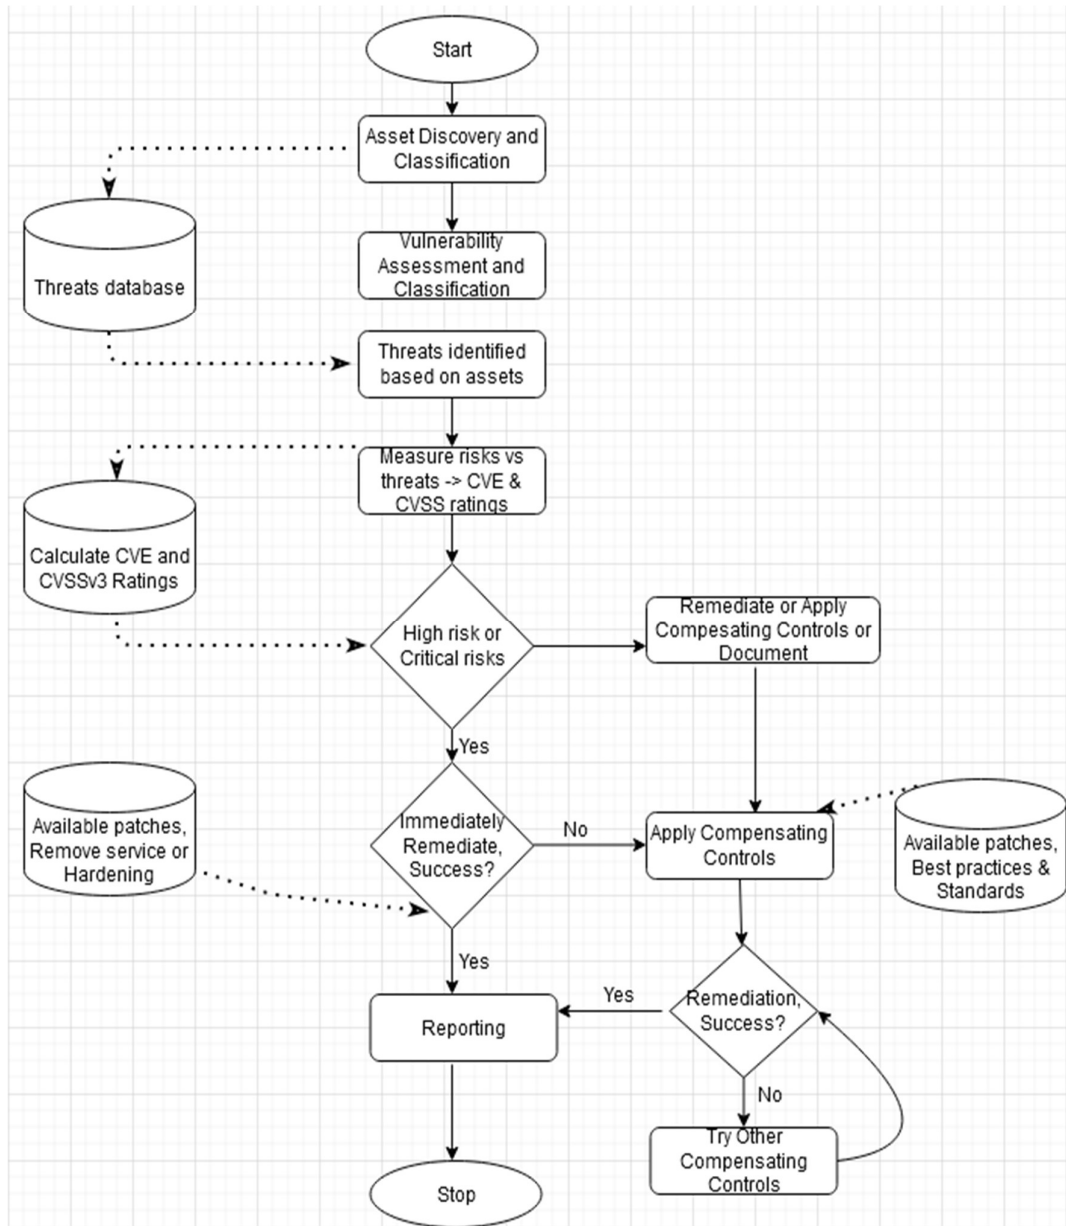 Start
Asset Discovery and
Classification
Threats database
Vulnerability
Assessment and
Classification
Threats identified
based on assets
Measure risks vs
threats -> CVE &
CVSS ratings
Calculate CVE and
CVSSv3 Ratings
High risk or
Critical risks
Remediate or Apply
Compesating Controls or
Document
Yes
Available patches,
Remove service or
Hardening
Immediately
Remediate,
Success?
No
Apply Compensating
Controls
Available patches,
Best practices &
Standards
Yes
Reporting
Yes
Remediation,
Success?
No
Try Other
Compensating
Controls
Stop